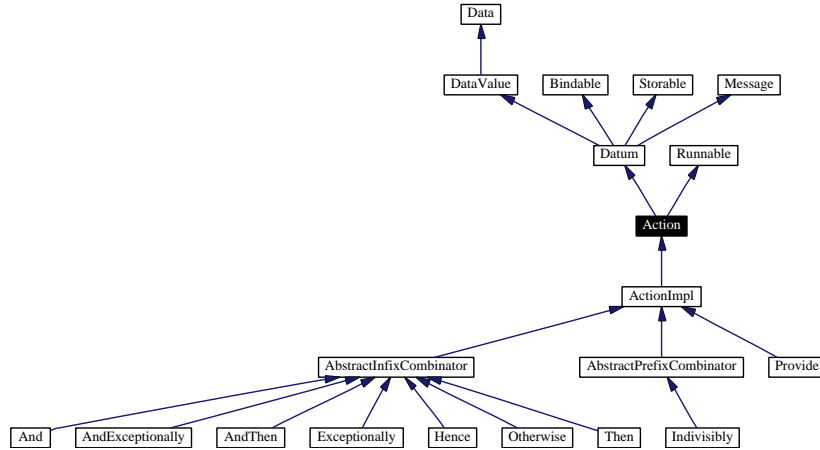 Data
DataValue Bindable Storable Message
Datum Runnable
Action
ActionImpl
AbstractInfixCombinator AbstractPrefixCombinator Provide
And AndExceptionally AndThen Exceptionally Hence Otherwise Then Indivisibly